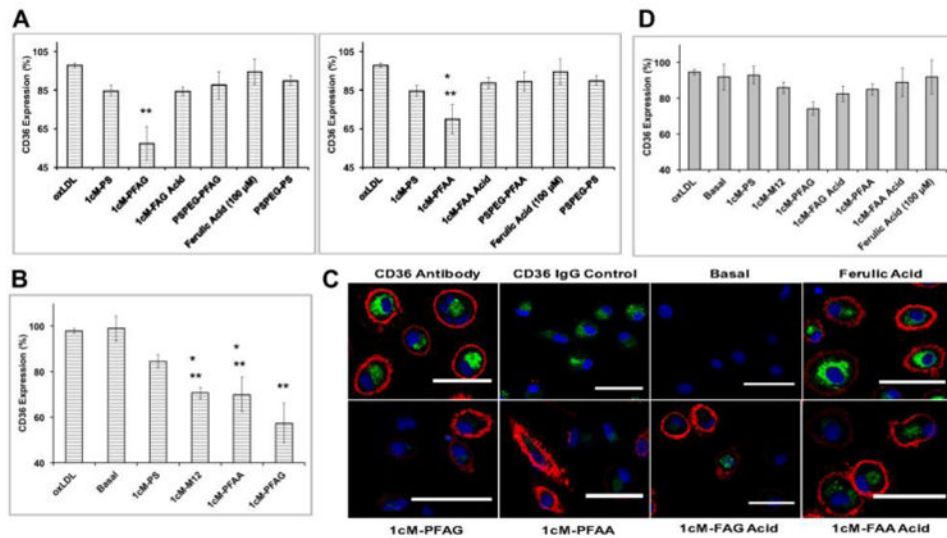 A
D
CD36 Expression (%)
105
85
65
45
oxLDL
1cM-PS
1cM-PFAG
1cM-FAG Acid
PSPEG-PFAG
Ferulic Acid (100 µM)
PSPEG-PS
**
CD36 Expression (%)
105
85
65
45
oxLDL
1cM-PS
1cM-PFAA
1cM-FAA Acid
PSPEG-PFAA
Ferulic Acid (100 µM)
PSPEG-PS
*
**
CD36 Expression (%)
100
80
60
40
oxLDL
Basal
1cM-PS
1cM-M12
1cM-PFAG
1cM-FAG Acid
1cM-PFAA
1cM-FAA Acid
Ferulic Acid (100 µM)
B
CD36 Expression (%)
100
80
60
40
oxLDL
Basal
1cM-PS
1cM-M12
1cM-PFAA
1cM-PFAG
*
**
*
**
**
C
CD36 Antibody
CD36 IgG Control
Basal
Ferulic Acid
1cM-PFAG
1cM-PFAA
1cM-FAG Acid
1cM-FAA Acid